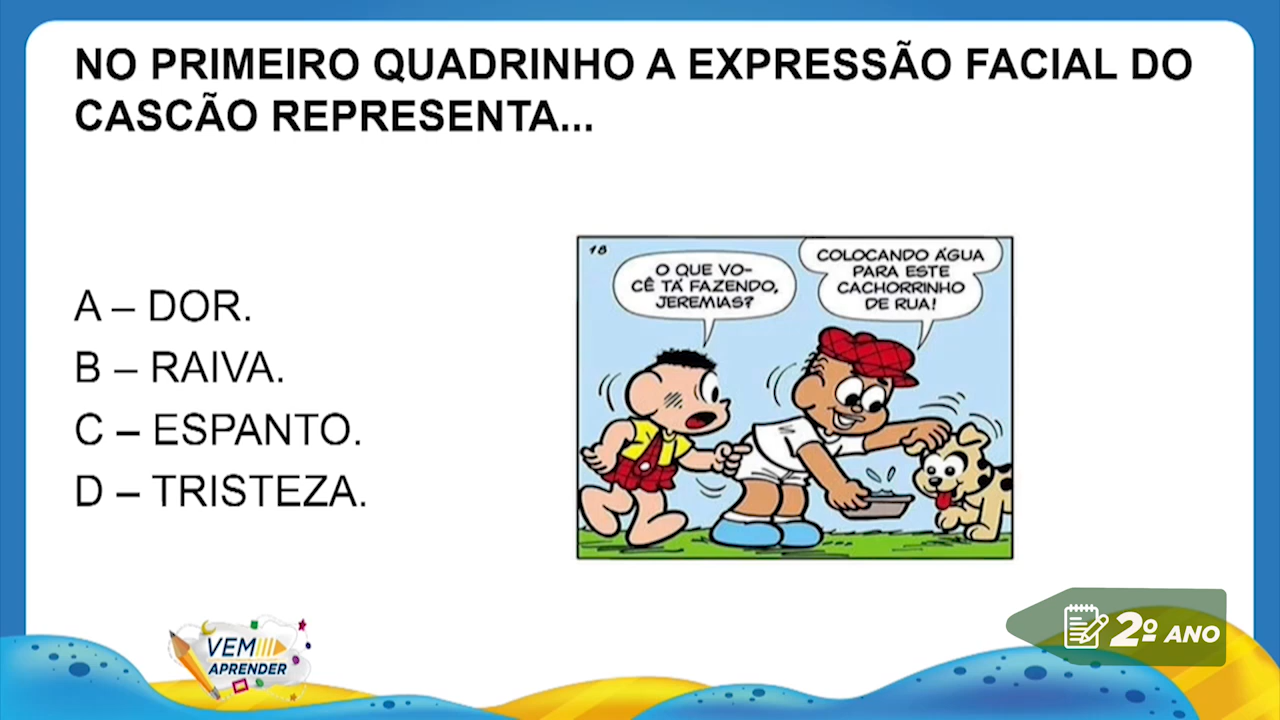 NO PRIMEIRO QUADRINHO A EXPRESSÃO FACIAL DO
CASCÃO REPRESENTA...
A – DOR.
B – RAIVA.
C – ESPANTO.
D – TRISTEZA.
18
O QUE VO-
CÊ TÁ FAZENDO,
JEREMIAS?
COLOCANDO ÁGUA
PARA ESTE
CACHORRINHO
DE RUA!
VEM
APRENDER
2º ANO